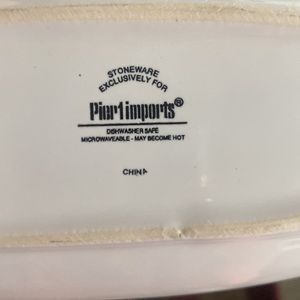 STONEWARE
EXCLUSIVELY FOR
Pier1imports®
DISHWASHER SAFE
MICROWAVEABLE - MAY BECOME HOT
CHINA